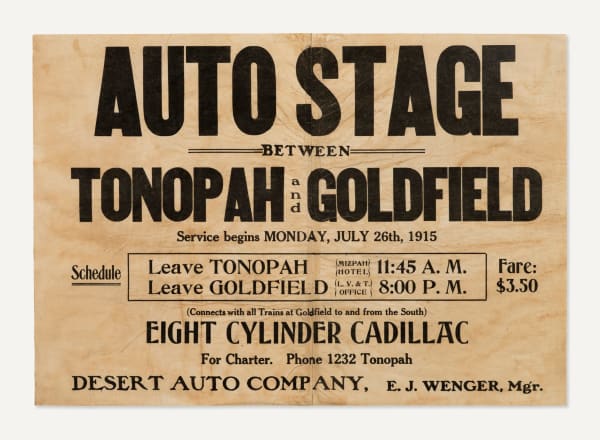 AUTO STAGE
BETWEEN
TONOPAH and GOLDFIELD
Service begins MONDAY, JULY 26th, 1915
Schedule
Leave TONOPAH (MIZPAH HOTEL) 11:45 A. M.
Leave GOLDFIELD (L. V. & T. OFFICE) 8:00 P. M.
Fare:
$3.50
(Connects with all Trains at Goldfield to and from the South)
EIGHT CYLINDER CADILLAC
For Charter. Phone 1232 Tonopah
DESERT AUTO COMPANY, E. J. WENGER, Mgr.